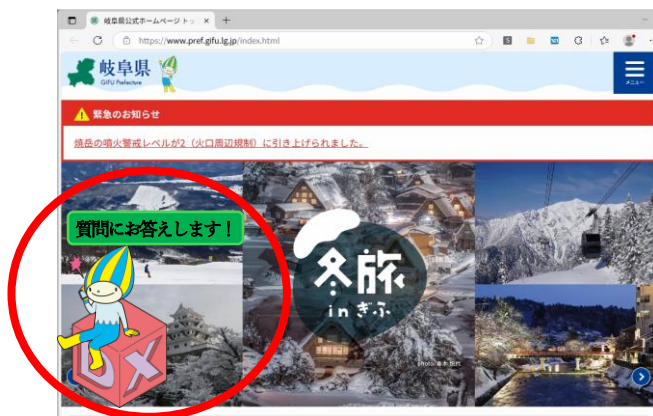 岐阜県公式ホームページ トッ
https://www.pref.gifu.lg.jp/index.html
岐阜県
GIFU Prefecture
メニュー
緊急のお知らせ
焼岳の噴火警戒レベルが2（火口周辺規制）に引き上げられました。
質問にお答えします！
冬旅
inぎふ
DX